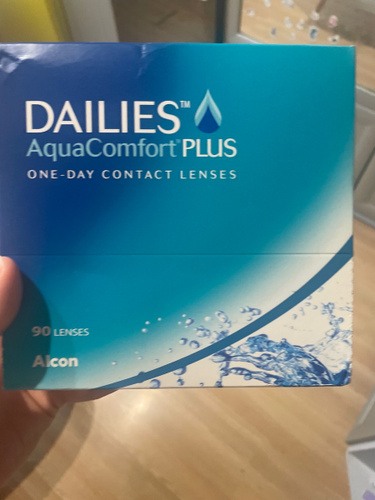 DAILIES™
AquaComfort® PLUS
ONE-DAY CONTACT LENSES
90 LENSES
Alcon